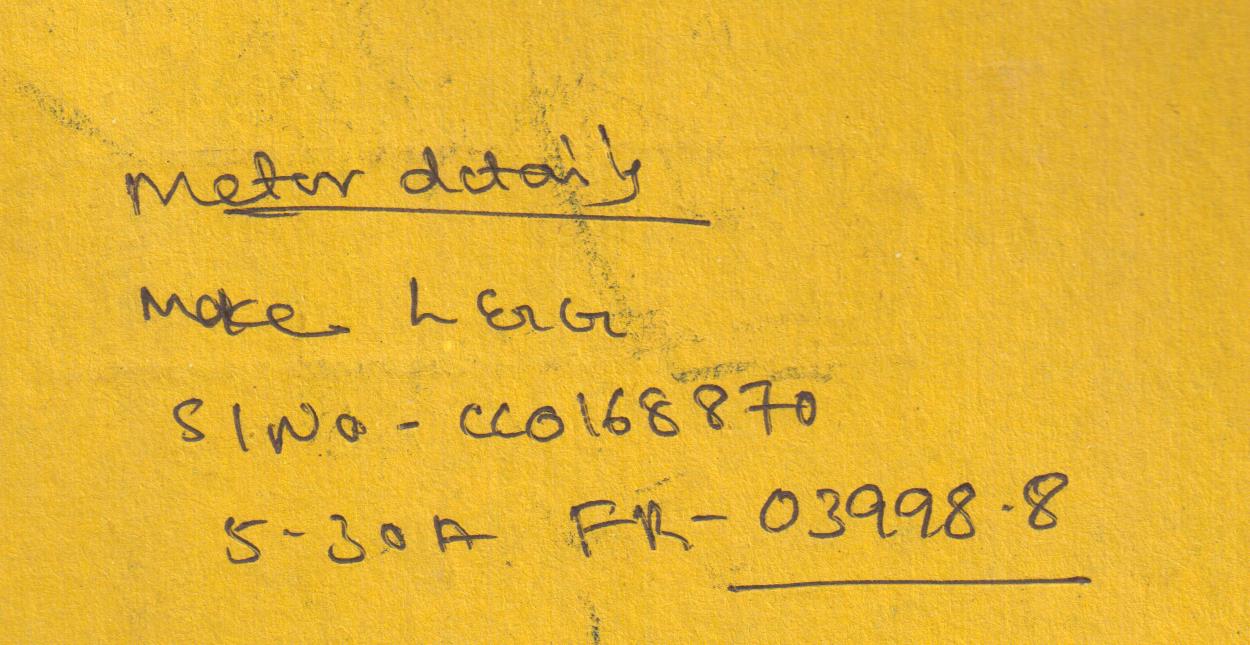 Meter details
Make L&G
Sl No - CC0168870
5-30A FR - 03998.8